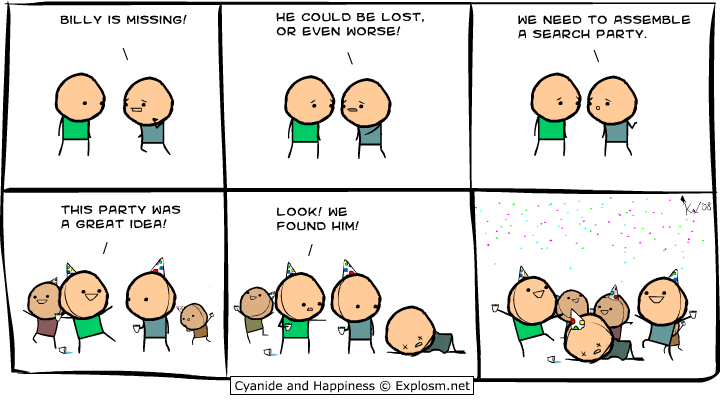 BILLY IS MISSING!
HE COULD BE LOST,
OR EVEN WORSE!
WE NEED TO ASSEMBLE
A SEARCH PARTY.
THIS PARTY WAS
A GREAT IDEA!
LOOK! WE
FOUND HIM!
Cyanide and Happiness © Explosm.net